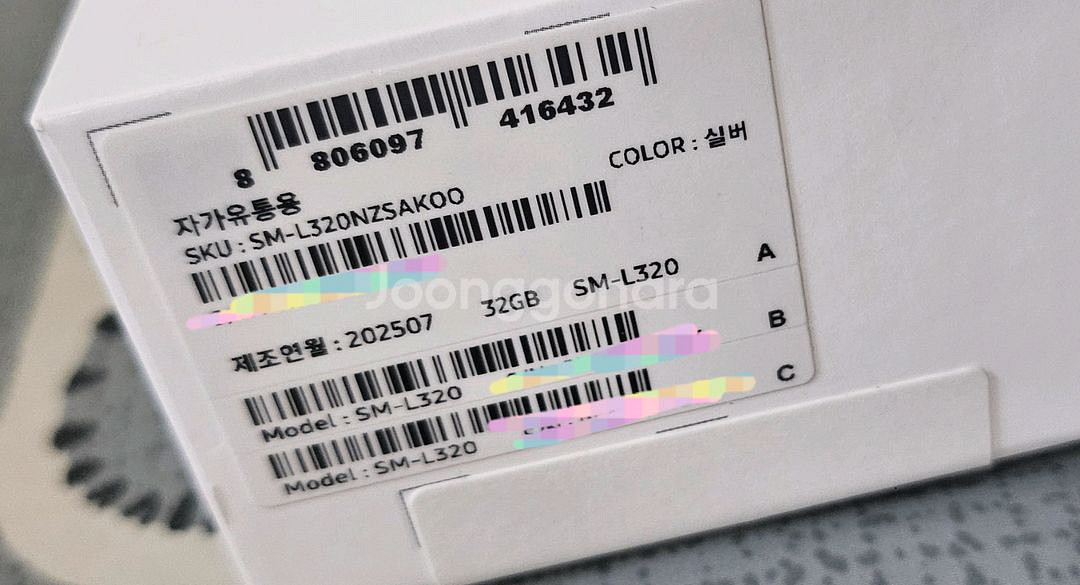 8 806097 416432
COLOR : 실버
자가유통용
SKU : SM-L320NZSAKOO
제조연월 : 202507 32GB SM-L320
A
Model : SM-L320
B
Model : SM-L320
C
Joonggonara